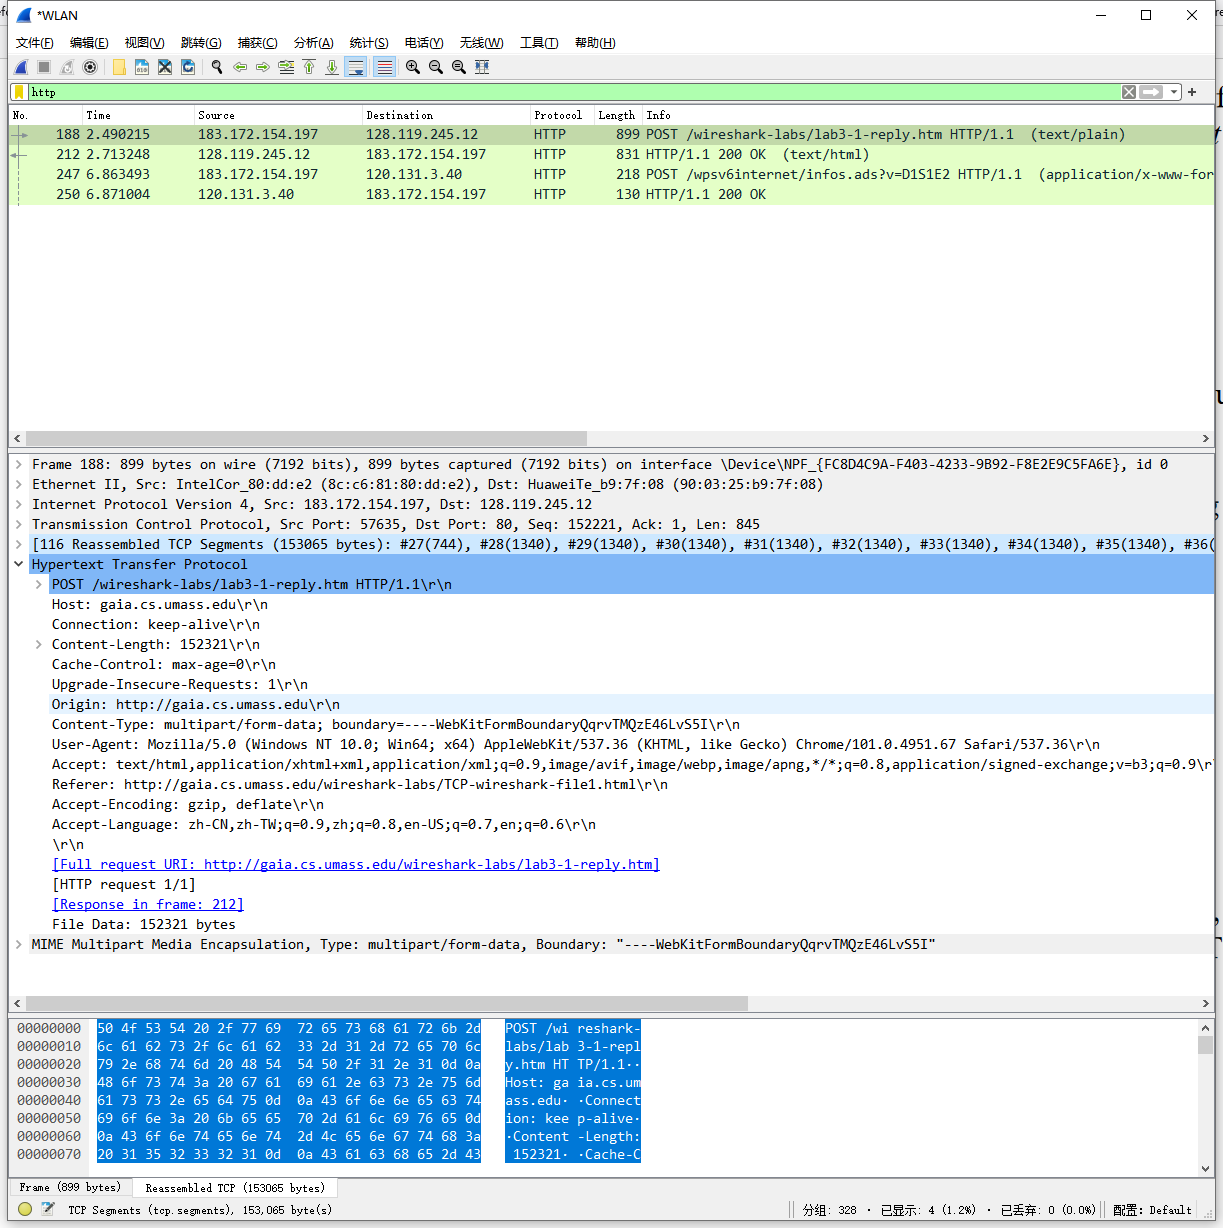 *WLAN
文件(F) 编辑(E) 视图(V) 跳转(G) 捕获(C) 分析(A) 统计(S) 电话(Y) 无线(W) 工具(T) 帮助(H)
http
No. Time Source Destination Protocol Length Info
188 2.490215 183.172.154.197 128.119.245.12 HTTP 899 POST /wireshark-labs/lab3-1-reply.htm HTTP/1.1  (text/plain)
212 2.713248 128.119.245.12 183.172.154.197 HTTP 831 HTTP/1.1 200 OK  (text/html)
247 6.863493 183.172.154.197 120.131.3.40 HTTP 218 POST /wpsv6internet/infos.ads?v=D1S1E2 HTTP/1.1  (application/x-www-for
250 6.871004 120.131.3.40 183.172.154.197 HTTP 130 HTTP/1.1 200 OK
Frame 188: 899 bytes on wire (7192 bits), 899 bytes captured (7192 bits) on interface \Device\NPF_{FC8D4C9A-F403-4233-9B92-F8E2E9C5FA6E}, id 0
Ethernet II, Src: IntelCor_80:dd:e2 (8c:c6:81:80:dd:e2), Dst: HuaweiTe_b9:7f:08 (90:03:25:b9:7f:08)
Internet Protocol Version 4, Src: 183.172.154.197, Dst: 128.119.245.12
Transmission Control Protocol, Src Port: 57635, Dst Port: 80, Seq: 152221, Ack: 1, Len: 845
[116 Reassembled TCP Segments (153065 bytes): #27(744), #28(1340), #29(1340), #30(1340), #31(1340), #32(1340), #33(1340), #34(1340), #35(1340), #36(
Hypertext Transfer Protocol
POST /wireshark-labs/lab3-1-reply.htm HTTP/1.1\r\n
Host: gaia.cs.umass.edu\r\n
Connection: keep-alive\r\n
Content-Length: 152321\r\n
Cache-Control: max-age=0\r\n
Upgrade-Insecure-Requests: 1\r\n
Origin: http://gaia.cs.umass.edu\r\n
Content-Type: multipart/form-data; boundary=----WebKitFormBoundaryQqrvTMQzE46LvS5I\r\n
User-Agent: Mozilla/5.0 (Windows NT 10.0; Win64; x64) AppleWebKit/537.36 (KHTML, like Gecko) Chrome/101.0.4951.67 Safari/537.36\r\n
Accept: text/html,application/xhtml+xml,application/xml;q=0.9,image/avif,image/webp,image/apng,*/*;q=0.8,application/signed-exchange;v=b3;q=0.9\r\
Referer: http://gaia.cs.umass.edu/wireshark-labs/TCP-wireshark-file1.html\r\n
Accept-Encoding: gzip, deflate\r\n
Accept-Language: zh-CN,zh-TW;q=0.9,zh;q=0.8,en-US;q=0.7,en;q=0.6\r\n
\r\n
[Full request URI: http://gaia.cs.umass.edu/wireshark-labs/lab3-1-reply.htm]
[HTTP request 1/1]
[Response in frame: 212]
File Data: 152321 bytes
MIME Multipart Media Encapsulation, Type: multipart/form-data, Boundary: "----WebKitFormBoundaryQqrvTMQzE46LvS5I"
00000000 50 4f 53 54 20 2f 77 69 72 65 73 68 61 72 6b 2d POST /wi reshark-
00000010 6c 61 62 73 2f 6c 61 62 33 2d 31 2d 72 65 70 6c labs/lab 3-1-repl
00000020 79 2e 68 74 6d 20 48 54 54 50 2f 31 2e 31 0d 0a y.htm HT TP/1.1··
00000030 48 6f 73 74 3a 20 67 61 69 61 2e 63 73 2e 75 6d Host: ga ia.cs.um
00000040 61 73 73 2e 65 64 75 0d 0a 43 6f 6e 6e 65 63 74 ass.edu· ·Connect
00000050 69 6f 6e 3a 20 6b 65 65 70 2d 61 6c 69 76 65 0d ion: kee p-alive·
00000060 0a 43 6f 6e 74 65 6e 74 2d 4c 65 6e 67 74 68 3a ·Content -Length:
00000070 20 31 35 32 33 32 31 0d 0a 43 61 63 68 65 2d 43 152321· ·Cache-C
Frame (899 bytes) Reassembled TCP (153065 bytes)
TCP Segments (tcp.segments), 153,065 byte(s) 分组: 328 · 已显示: 4 (1.2%) · 已丢弃: 0 (0.0%) 配置: Default